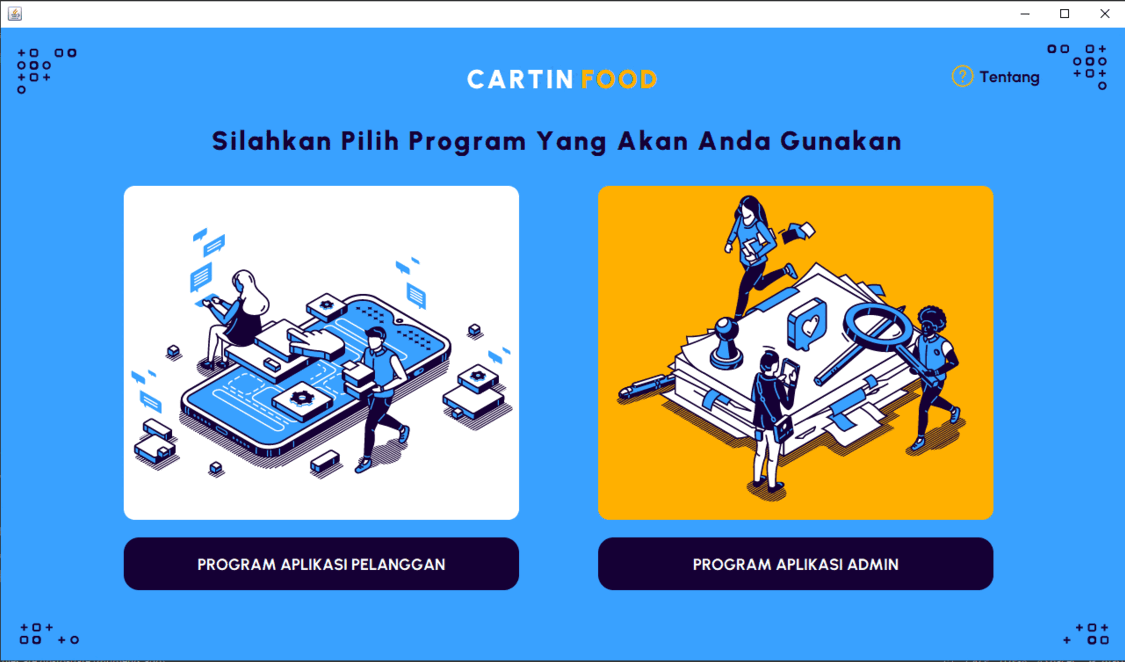 CARTIN FOOD
Tentang
Silahkan Pilih Program Yang Akan Anda Gunakan
PROGRAM APLIKASI PELANGGAN
PROGRAM APLIKASI ADMIN